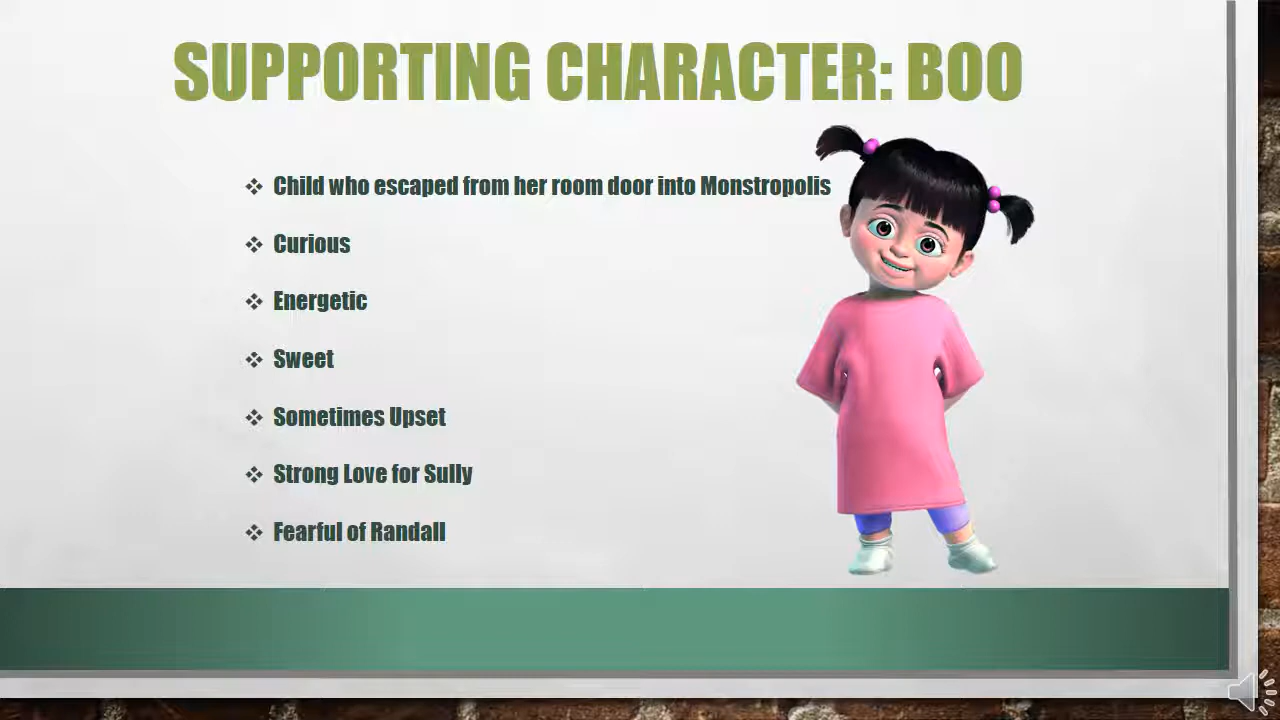 SUPPORTING CHARACTER: BOO
Child who escaped from her room door into Monstropolis
Curious
Energetic
Sweet
Sometimes Upset
Strong Love for Sully
Fearful of Randall